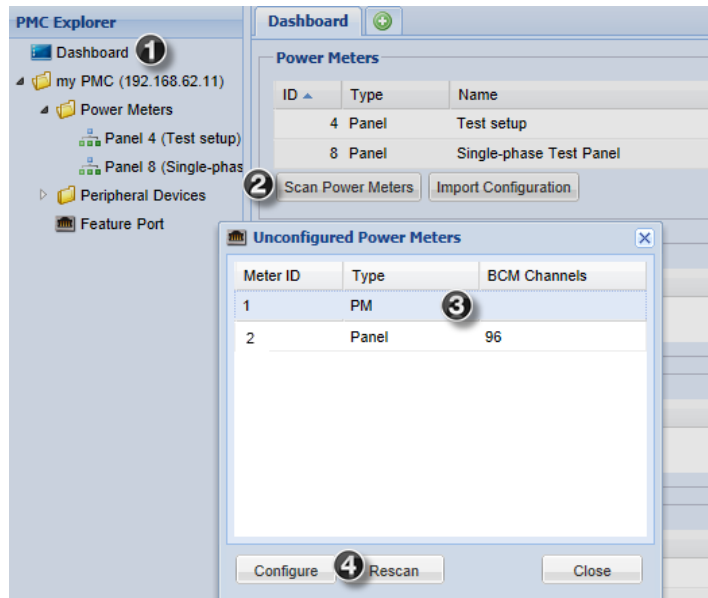 PMC Explorer
Dashboard 1
my PMC (192.168.62.11)
Power Meters
Panel 4 (Test setup)
Panel 8 (Single-phas
Peripheral Devices
Feature Port
Dashboard
Power Meters
ID Type Name
4 Panel Test setup
8 Panel Single-phase Test Panel
2 Scan Power Meters Import Configuration
Unconfigured Power Meters
Meter ID Type BCM Channels
1 PM 3
2 Panel 96
Configure 4 Rescan Close